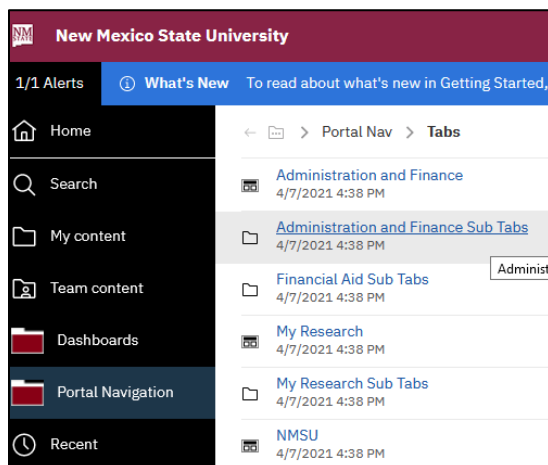 NM
STATE
New Mexico State University
1/1 Alerts
What's New To read about what's new in Getting Started,
Home
Portal Nav > Tabs
Search
Administration and Finance
4/7/2021 4:38 PM
My content
Administration and Finance Sub Tabs
4/7/2021 4:38 PM
Administ
Team content
Financial Aid Sub Tabs
4/7/2021 4:38 PM
Dashboards
My Research
4/7/2021 4:38 PM
Portal Navigation
My Research Sub Tabs
4/7/2021 4:38 PM
Recent
NMSU
4/7/2021 4:38 PM